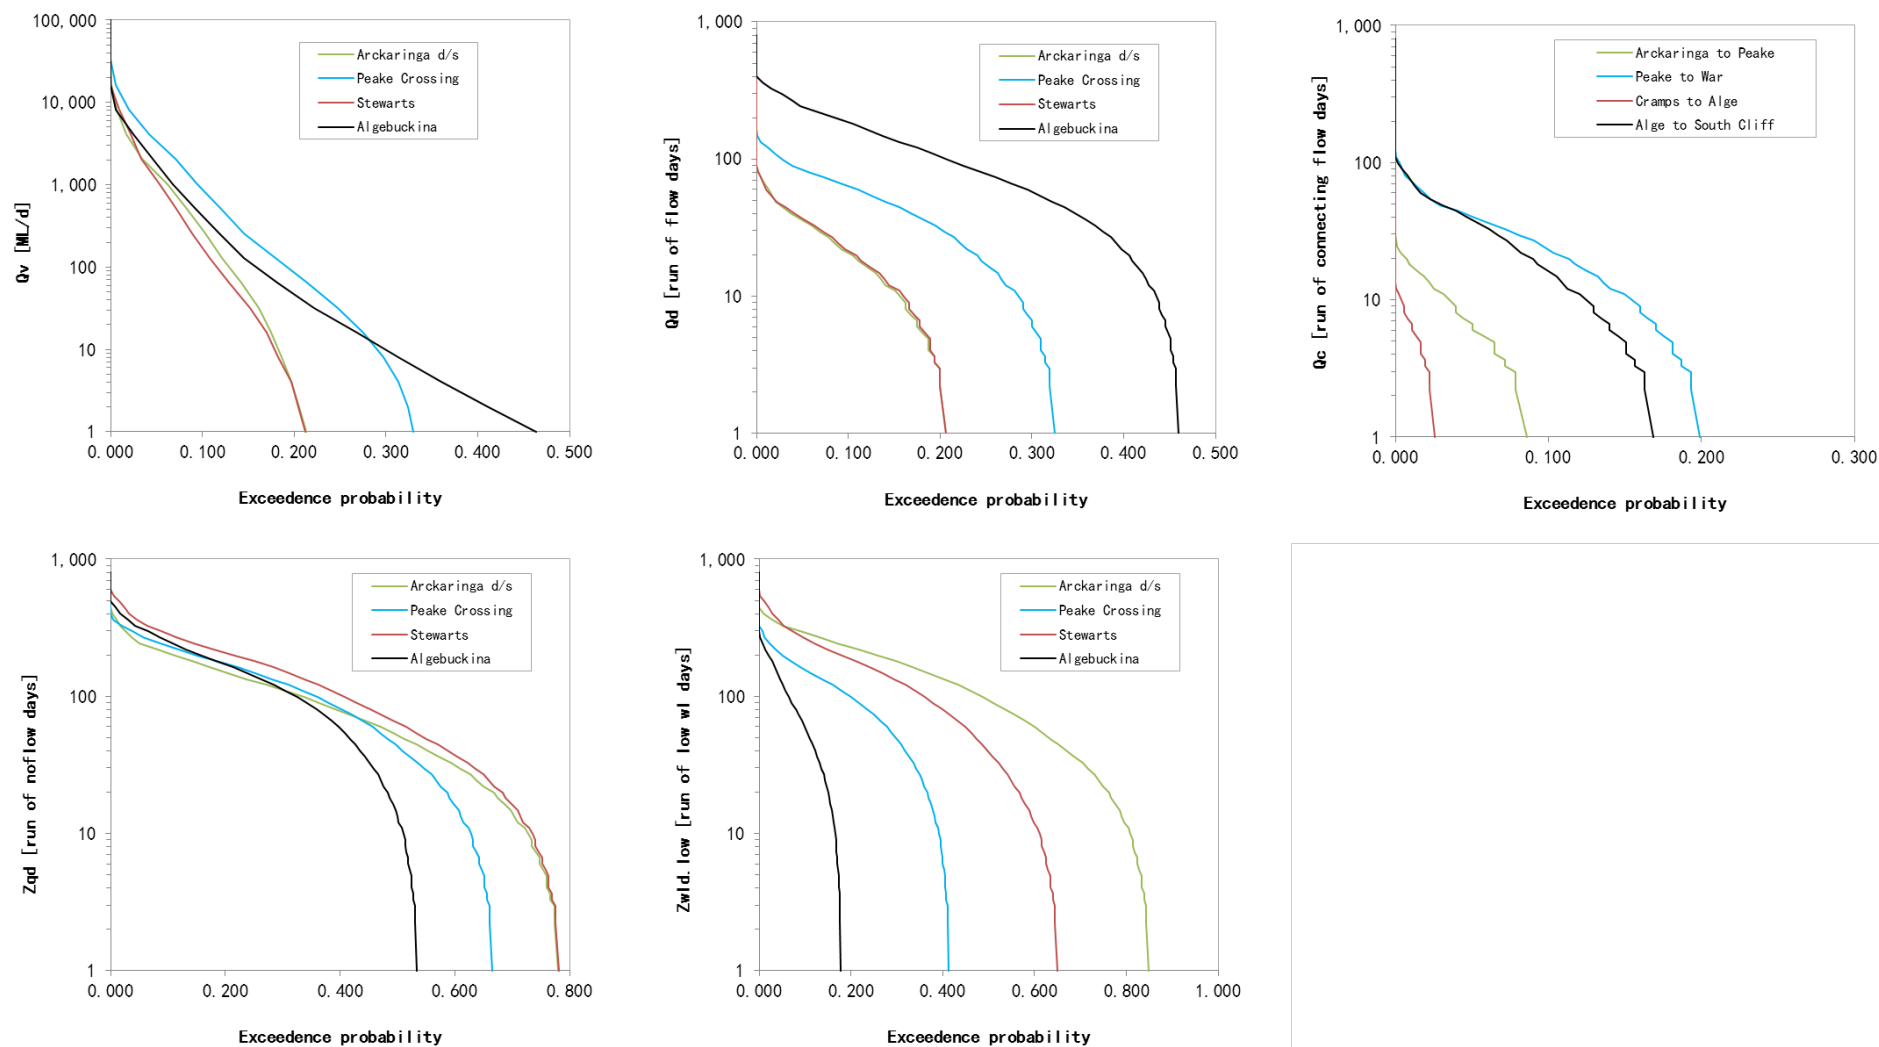 100,000
10,000
1,000
100
10
1
Qv [ML/d]
Arckaringa d/s
Peake Crossing
Stewarts
Algebuckina
0.000 0.100 0.200 0.300 0.400 0.500
Exceedence probability
1,000
100
10
1
Qd [run of flow days]
Arckaringa d/s
Peake Crossing
Stewarts
Algebuckina
0.000 0.100 0.200 0.300 0.400 0.500
Exceedence probability
1,000
100
10
1
Qc [run of connecting flow days]
Arckaringa to Peake
Peake to War
Cramps to Alge
Alge to South Cliff
0.000 0.100 0.200 0.300
Exceedence probability
1,000
100
10
1
Zqd [run of noflow days]
Arckaringa d/s
Peake Crossing
Stewarts
Algebuckina
0.000 0.200 0.400 0.600 0.800
Exceedence probability
1,000
100
10
1
Zwld.low [run of low wl days]
Arckaringa d/s
Peake Crossing
Stewarts
Algebuckina
0.000 0.200 0.400 0.600 0.800 1.000
Exceedence probability